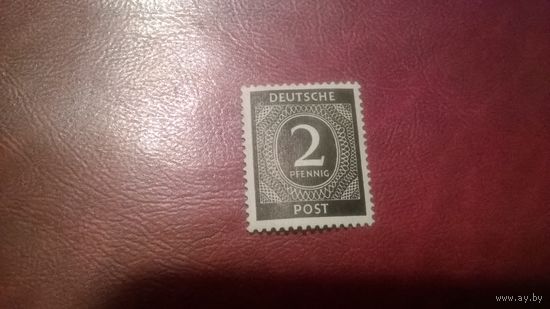 DEUTSCHE
2
PFENNIG
POST
www.ay.by